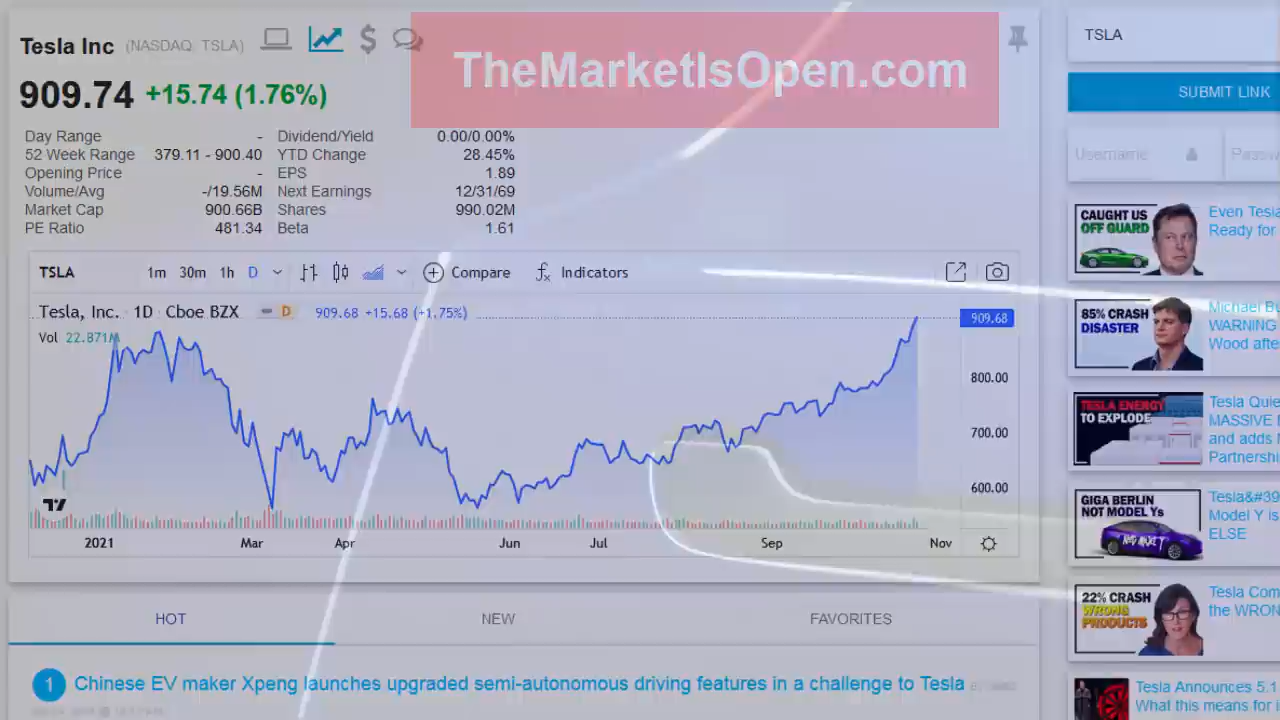 Tesla Inc (NASDAQ: TSLA)
TheMarketIsOpen.com
909.74 +15.74 (1.76%)
Day Range - Dividend/Yield 0.00/0.00%
52 Week Range 379.11 - 900.40 YTD Change 28.45%
Opening Price - EPS 1.89
Volume/Avg -/19.56M Next Earnings 12/31/69
Market Cap 900.66B Shares 990.02M
PE Ratio 481.34 Beta 1.61
TSLA 1m 30m 1h D Compare Indicators
Tesla, Inc. · 1D · Cboe BZX D 909.68 +15.68 (+1.75%)
Vol 22.871M
909.68
800.00
700.00
600.00
2021 Mar Apr Jun Jul Sep Nov
HOT NEW FAVORITES
1 Chinese EV maker Xpeng launches upgraded semi-autonomous driving features in a challenge to Tesla
TSLA
SUBMIT LINK
Username Passw
CAUGHT US
OFF GUARD
Even Tesla
Ready for
85% CRASH
DISASTER
Michael Bu
WARNING
Wood afte
TESLA ENERGY
TO EXPLODE
Tesla Quie
MASSIVE
and adds
Partnership
GIGA BERLIN
NOT MODEL Ys
Tesla&#39
Model Y is
ELSE
22% CRASH
WRONG
PRODUCTS
Tesla Com
the WRON
Tesla Announces 5.1
What this means for i